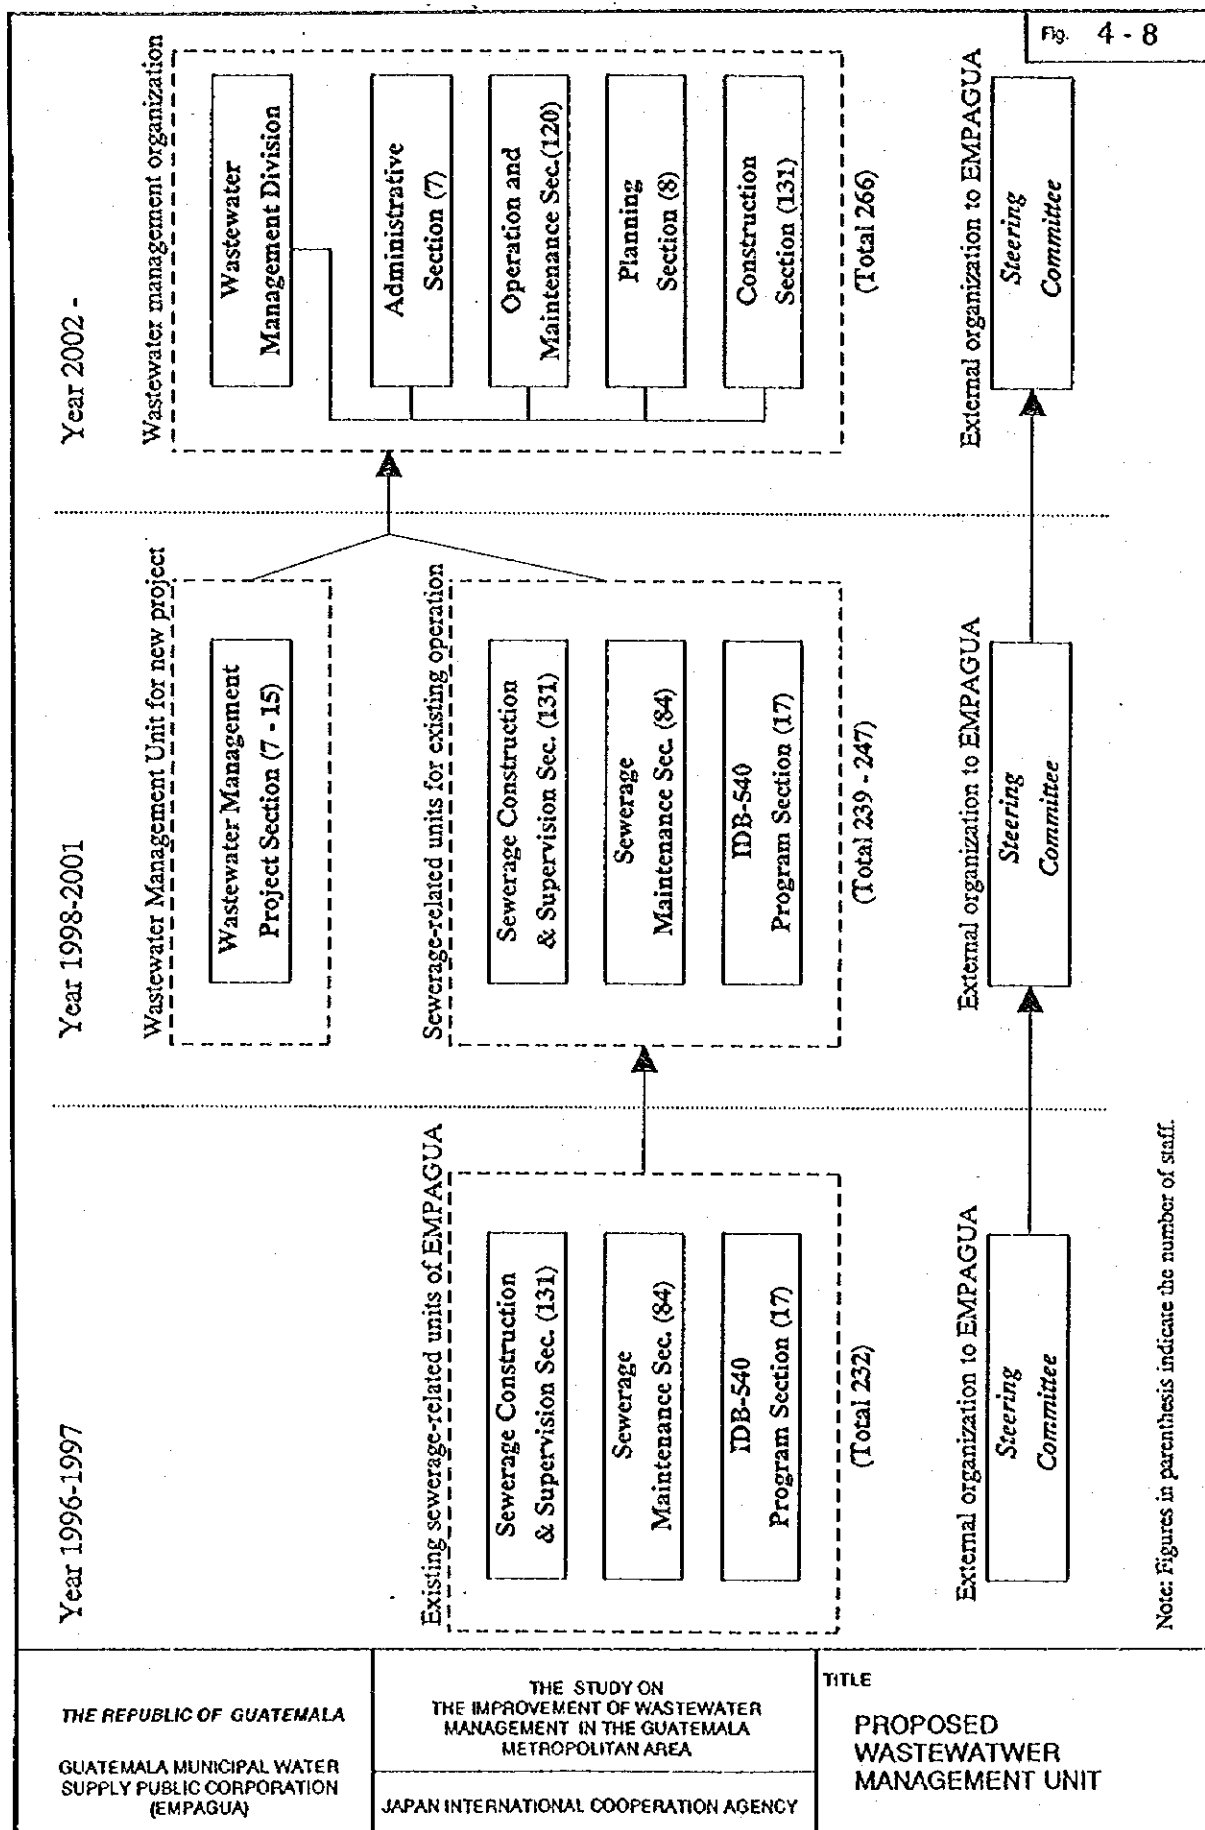 Fig. 4 - 8
Year 1996-1997
Existing sewerage-related units of EMPAGUA
Sewerage Construction
& Supervision Sec. (131)
Sewerage
Maintenance Sec. (84)
IDB-540
Program Section (17)
(Total 232)
External organization to EMPAGUA
Steering
Committee
Year 1998-2001
Wastewater Management Unit for new project
Wastewater Management
Project Section (7 - 15)
Sewerage-related units for existing operation
Sewerage Construction
& Supervision Sec. (131)
Sewerage
Maintenance Sec. (84)
IDB-540
Program Section (17)
(Total 239 - 247)
External organization to EMPAGUA
Steering
Committee
Year 2002 -
Wastewater management organization
Wastewater
Management Division
Administrative
Section (7)
Operation and
Maintenance Sec.(120)
Planning
Section (8)
Construction
Section (131)
(Total 266)
External organization to EMPAGUA
Steering
Committee
Note: Figures in parenthesis indicate the number of staff.
THE REPUBLIC OF GUATEMALA
GUATEMALA MUNICIPAL WATER
SUPPLY PUBLIC CORPORATION
(EMPAGUA)
THE STUDY ON
THE IMPROVEMENT OF WASTEWATER
MANAGEMENT IN THE GUATEMALA
METROPOLITAN AREA
JAPAN INTERNATIONAL COOPERATION AGENCY
TITLE
PROPOSED
WASTEWATWER
MANAGEMENT UNIT